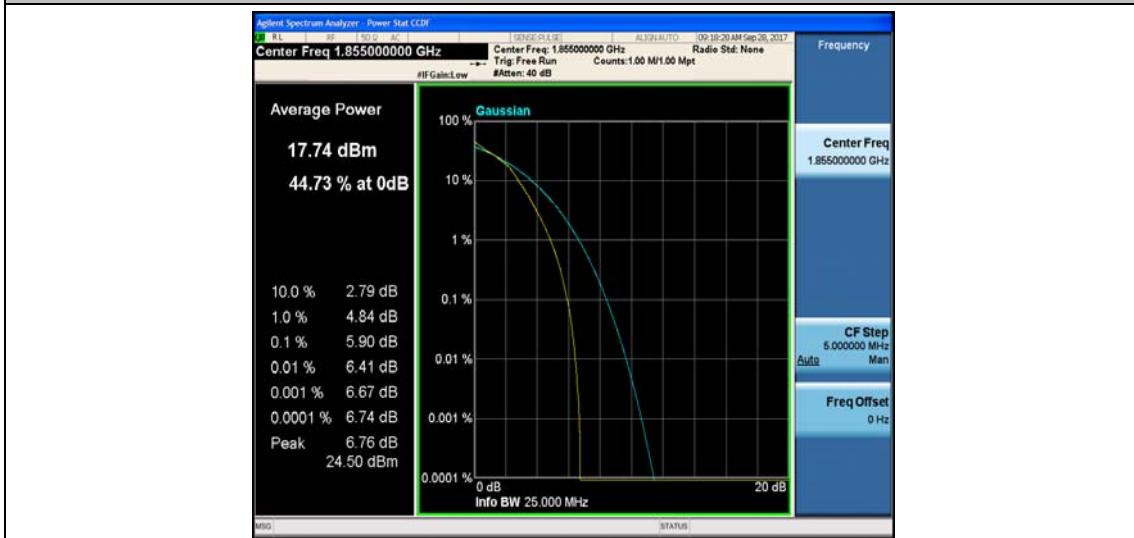 Agilent Spectrum Analyzer - Power Stat CCDF
RL RF 50 Ω AC SENSE:PULSE ALIGNAUTO 09:18:20 AM Sep 28, 2017
Center Freq 1.855000000 GHz
Center Freq: 1.855000000 GHz Radio Std: None
Trig: Free Run Counts:1.00 M/1.00 Mpt
#IFGain:Low #Atten: 40 dB
Frequency
Average Power
17.74 dBm
44.73 % at 0dB
10.0 % 2.79 dB
1.0 % 4.84 dB
0.1 % 5.90 dB
0.01 % 6.41 dB
0.001 % 6.67 dB
0.0001 % 6.74 dB
Peak 6.76 dB
24.50 dBm
Gaussian
100 %
10 %
1 %
0.1 %
0.01 %
0.001 %
0.0001 %
0 dB 20 dB
Info BW 25.000 MHz
Center Freq
1.855000000 GHz
CF Step
5.000000 MHz
Auto Man
Freq Offset
0 Hz
MSG STATUS